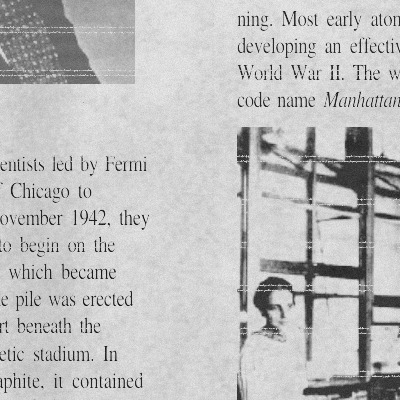 entists led by Fermi
Chicago to
ovember 1942, they
to begin on the
which became
e pile was erected
rt beneath the
etic stadium. In
aphite, it contained
ning. Most early atom
developing an effectiv
World War II. The w
code name Manhattan